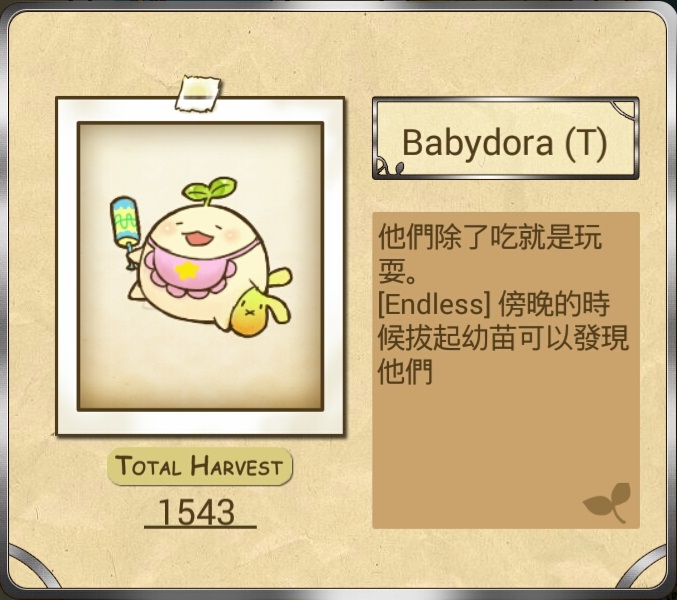 Babydora (T)
他們除了吃就是玩
耍。
[Endless] 傍晚的時
候拔起幼苗可以發現
他們
Total Harvest
1543